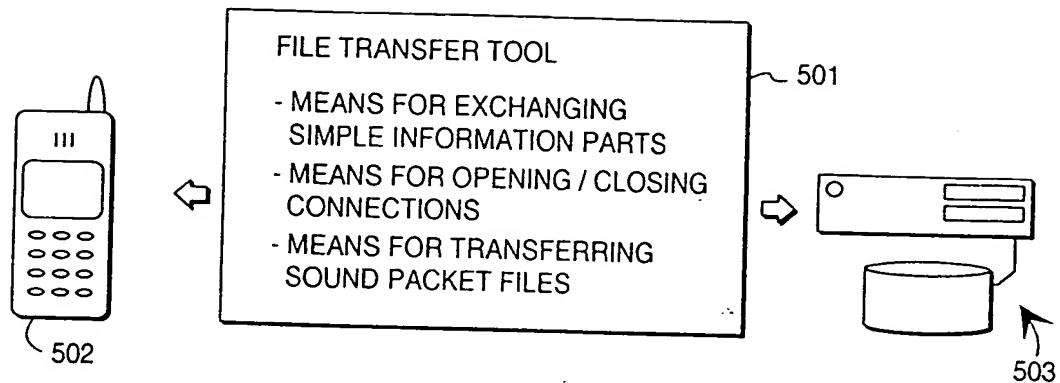 FILE TRANSFER TOOL
501
- MEANS FOR EXCHANGING
SIMPLE INFORMATION PARTS
- MEANS FOR OPENING / CLOSING
CONNECTIONS
- MEANS FOR TRANSFERRING
SOUND PACKET FILES
502
503